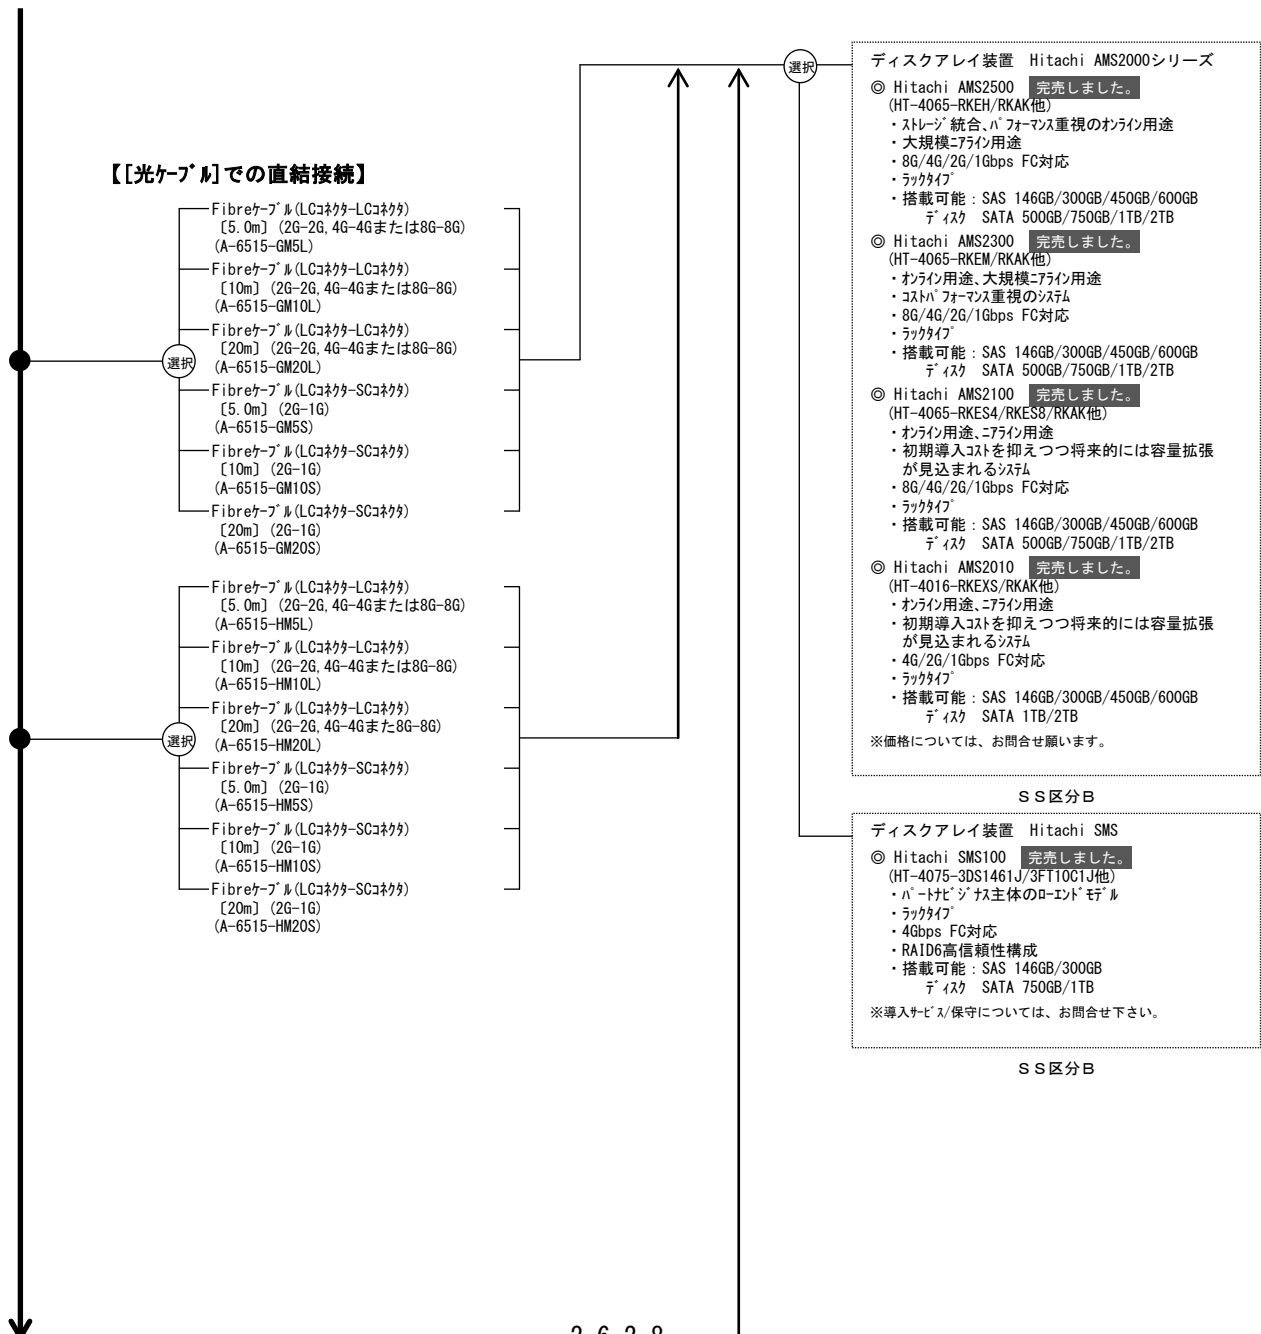 【[光ｹｰﾌﾞﾙ]での直結接続】
Fibreｹｰﾌﾞﾙ(LCｺﾈｸﾀ-LCｺﾈｸﾀ)
〔5.0m〕(2G-2G,4G-4Gまたは8G-8G)
(A-6515-GM5L)
Fibreｹｰﾌﾞﾙ(LCｺﾈｸﾀ-LCｺﾈｸﾀ)
〔10m〕(2G-2G,4G-4Gまたは8G-8G)
(A-6515-GM10L)
Fibreｹｰﾌﾞﾙ(LCｺﾈｸﾀ-LCｺﾈｸﾀ)
〔20m〕(2G-2G,4G-4Gまたは8G-8G)
選択
(A-6515-GM20L)
Fibreｹｰﾌﾞﾙ(LCｺﾈｸﾀ-SCｺﾈｸﾀ)
〔5.0m〕(2G-1G)
(A-6515-GM5S)
Fibreｹｰﾌﾞﾙ(LCｺﾈｸﾀ-SCｺﾈｸﾀ)
〔10m〕(2G-1G)
(A-6515-GM10S)
Fibreｹｰﾌﾞﾙ(LCｺﾈｸﾀ-SCｺﾈｸﾀ)
〔20m〕(2G-1G)
(A-6515-GM20S)
Fibreｹｰﾌﾞﾙ(LCｺﾈｸﾀ-LCｺﾈｸﾀ)
〔5.0m〕(2G-2G,4G-4Gまたは8G-8G)
(A-6515-HM5L)
Fibreｹｰﾌﾞﾙ(LCｺﾈｸﾀ-LCｺﾈｸﾀ)
〔10m〕(2G-2G,4G-4Gまたは8G-8G)
(A-6515-HM10L)
Fibreｹｰﾌﾞﾙ(LCｺﾈｸﾀ-LCｺﾈｸﾀ)
〔20m〕(2G-2G,4G-4Gまた8G-8G)
選択
(A-6515-HM20L)
Fibreｹｰﾌﾞﾙ(LCｺﾈｸﾀ-SCｺﾈｸﾀ)
〔5.0m〕(2G-1G)
(A-6515-HM5S)
Fibreｹｰﾌﾞﾙ(LCｺﾈｸﾀ-SCｺﾈｸﾀ)
〔10m〕(2G-1G)
(A-6515-HM10S)
Fibreｹｰﾌﾞﾙ(LCｺﾈｸﾀ-SCｺﾈｸﾀ)
〔20m〕(2G-1G)
(A-6515-HM20S)
選択
ディスクアレイ装置　Hitachi AMS2000シリーズ
◎ Hitachi AMS2500 完売しました。
(HT-4065-RKEH/RKAK他)
・ｽﾄﾚｰｼﾞ統合､ﾊﾟﾌｫｰﾏﾝｽ重視のｵﾝﾗｲﾝ用途
・大規模ﾆｱﾗｲﾝ用途
・8G/4G/2G/1Gbps FC対応
・ﾗｯｸﾀｲﾌﾟ
・搭載可能：SAS 146GB/300GB/450GB/600GB
ﾃﾞｨｽｸ　SATA 500GB/750GB/1TB/2TB
◎ Hitachi AMS2300 完売しました。
(HT-4065-RKEM/RKAK他)
・ｵﾝﾗｲﾝ用途､大規模ﾆｱﾗｲﾝ用途
・ｺｽﾄﾊﾟﾌｫｰﾏﾝｽ重視のｼｽﾃﾑ
・8G/4G/2G/1Gbps FC対応
・ﾗｯｸﾀｲﾌﾟ
・搭載可能：SAS 146GB/300GB/450GB/600GB
ﾃﾞｨｽｸ　SATA 500GB/750GB/1TB/2TB
◎ Hitachi AMS2100 完売しました。
(HT-4065-RKES4/RKES8/RKAK他)
・ｵﾝﾗｲﾝ用途､ﾆｱﾗｲﾝ用途
・初期導入ｺｽﾄを抑えつつ将来的には容量拡張
が見込まれるｼｽﾃﾑ
・8G/4G/2G/1Gbps FC対応
・ﾗｯｸﾀｲﾌﾟ
・搭載可能：SAS 146GB/300GB/450GB/600GB
ﾃﾞｨｽｸ　SATA 500GB/750GB/1TB/2TB
◎ Hitachi AMS2010 完売しました。
(HT-4016-RKEXS/RKAK他)
・ｵﾝﾗｲﾝ用途､ﾆｱﾗｲﾝ用途
・初期導入ｺｽﾄを抑えつつ将来的には容量拡張
が見込まれるｼｽﾃﾑ
・4G/2G/1Gbps FC対応
・ﾗｯｸﾀｲﾌﾟ
・搭載可能：SAS 146GB/300GB/450GB/600GB
ﾃﾞｨｽｸ　SATA 1TB/2TB
※価格については、お問合せ願います。
ＳＳ区分Ｂ
ディスクアレイ装置　Hitachi SMS
◎ Hitachi SMS100 完売しました。
(HT-4075-3DS1461J/3FT10C1J他)
・ﾊﾟｰﾄﾅﾋﾞｼﾞﾅｽ主体のﾛｰｴﾝﾄﾞﾓﾃﾞﾙ
・ﾗｯｸﾀｲﾌﾟ
・4Gbps FC対応
・RAID6高信頼性構成
・搭載可能：SAS 146GB/300GB
ﾃﾞｨｽｸ　SATA 750GB/1TB
※導入ｻｰﾋﾞｽ/保守については、お問合せ下さい。
ＳＳ区分Ｂ